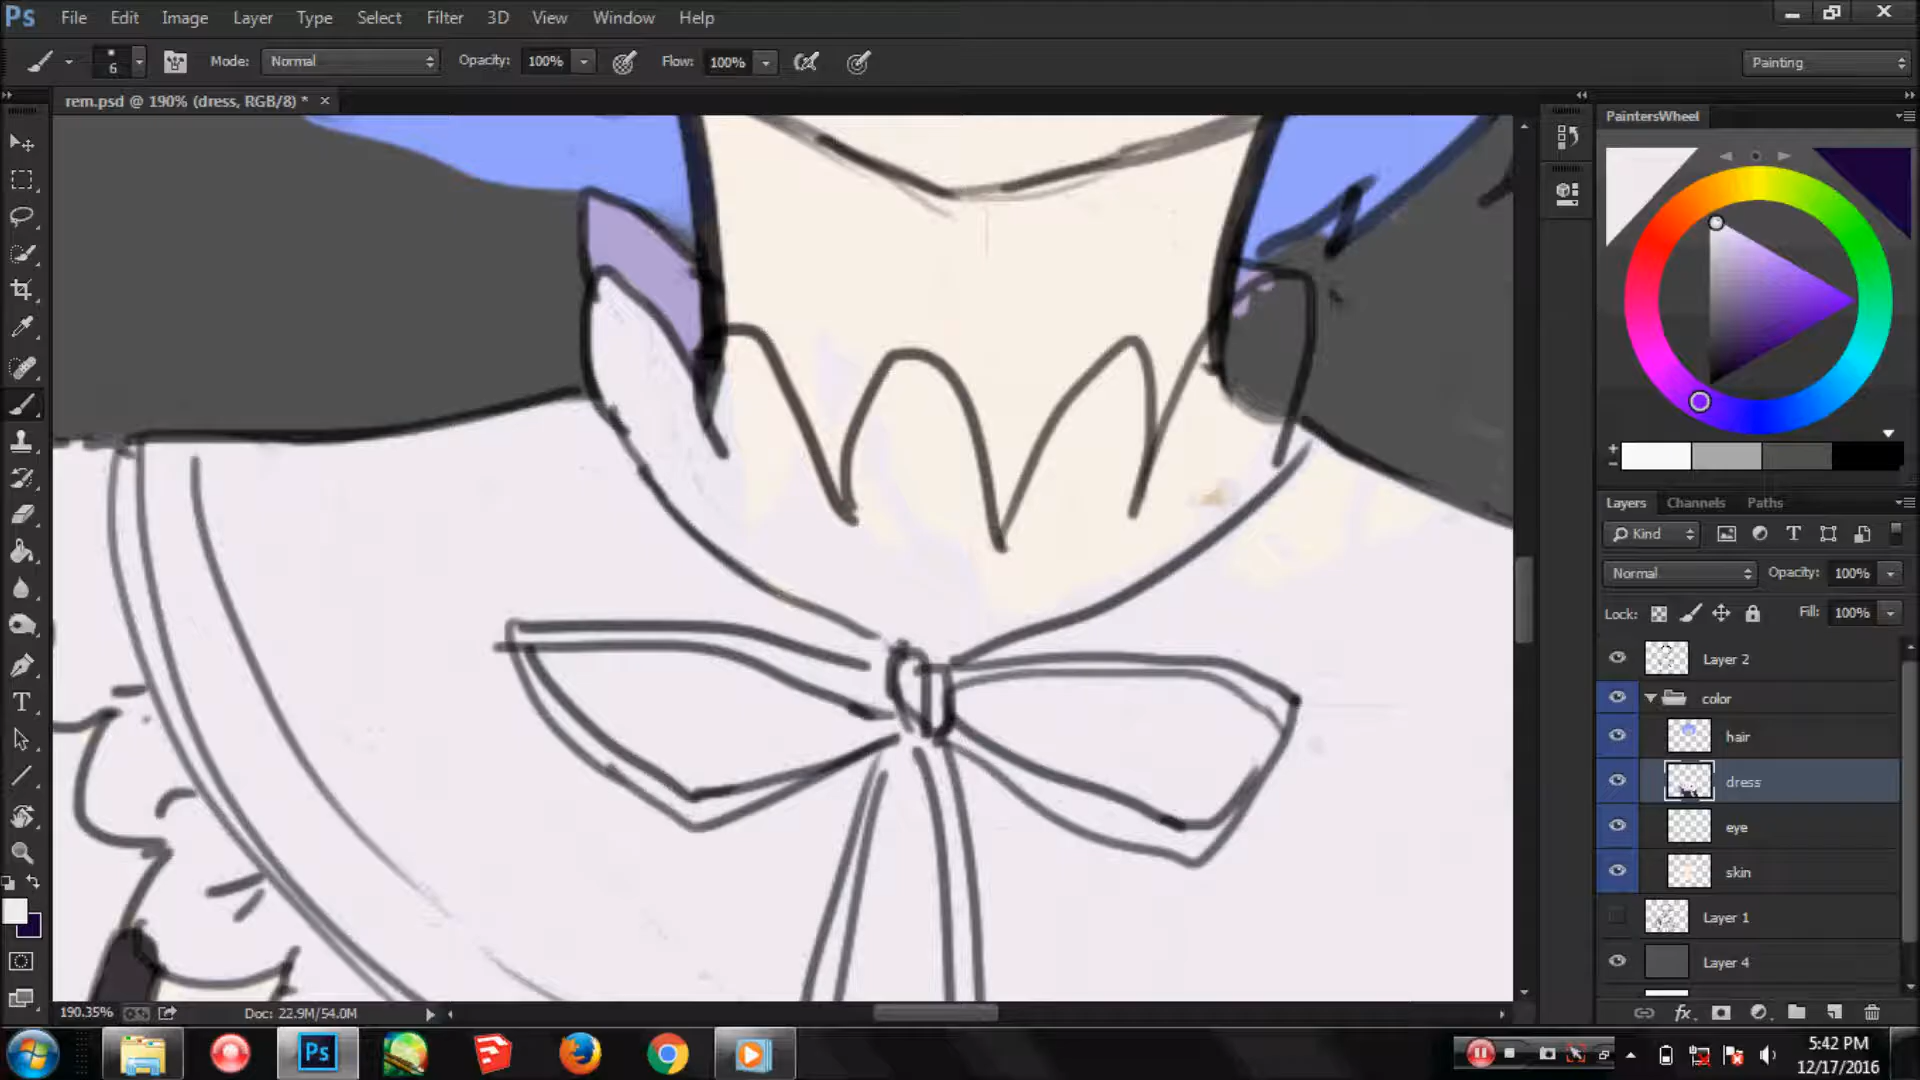 Ps File Edit Image Layer Type Select Filter 3D View Window Help
6 Mode: Normal Opacity: 100% Flow: 100% Painting
rem.psd @ 190% (dress, RGB/8) *
PaintersWheel
Layers Channels Paths
Kind
Normal Opacity: 100%
Lock: Fill: 100%
Layer 2
color
hair
dress
eye
skin
Layer 1
Layer 4
190.35% Doc: 22.9M/54.0M
fx
Ps
5:42 PM
12/17/2016